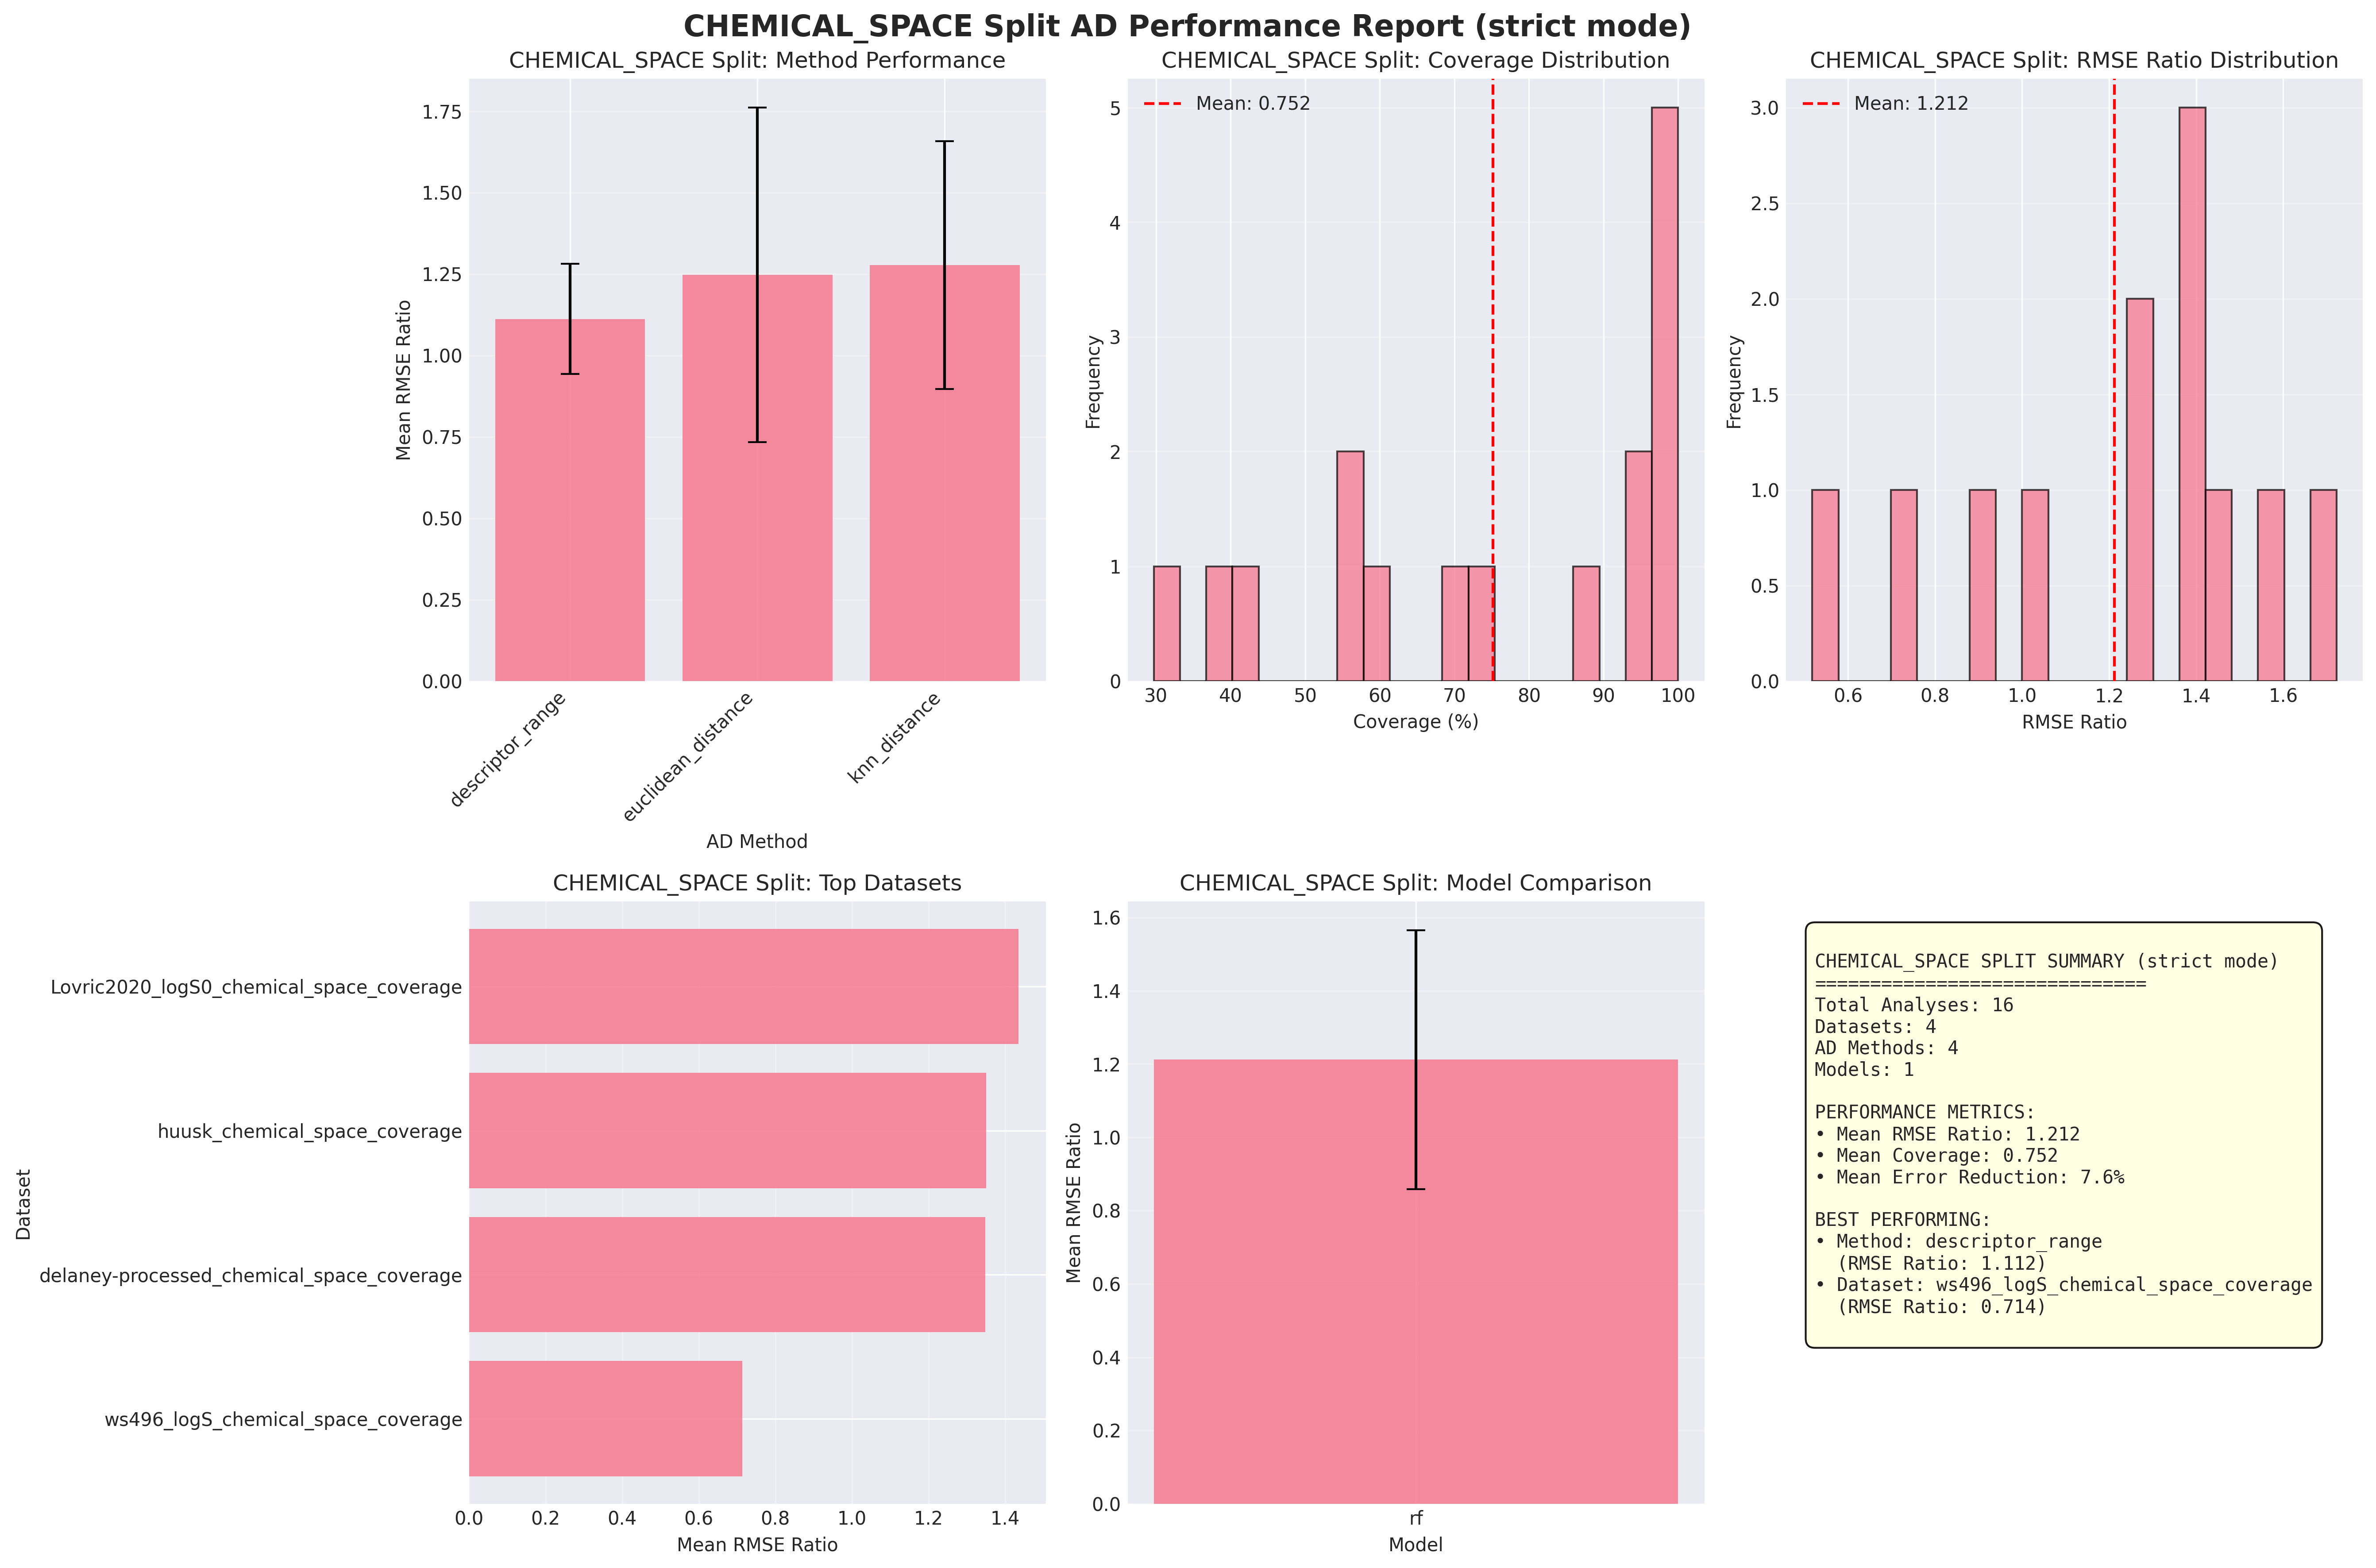 CHEMICAL_SPACE Split AD Performance Report (strict mode)
CHEMICAL_SPACE Split: Method Performance
Mean RMSE Ratio
1.75
1.50
1.25
1.00
0.75
0.50
0.25
0.00
descriptor_range
euclidean_distance
knn_distance
AD Method
CHEMICAL_SPACE Split: Coverage Distribution
Mean: 0.752
Frequency
5
4
3
2
1
0
30 40 50 60 70 80 90 100
Coverage (%)
CHEMICAL_SPACE Split: RMSE Ratio Distribution
Mean: 1.212
Frequency
3.0
2.5
2.0
1.5
1.0
0.5
0.0
0.6 0.8 1.0 1.2 1.4 1.6
RMSE Ratio
CHEMICAL_SPACE Split: Top Datasets
Dataset
Lovric2020_logS0_chemical_space_coverage
huusk_chemical_space_coverage
delaney-processed_chemical_space_coverage
ws496_logS_chemical_space_coverage
0.0 0.2 0.4 0.6 0.8 1.0 1.2 1.4
Mean RMSE Ratio
CHEMICAL_SPACE Split: Model Comparison
Mean RMSE Ratio
1.6
1.4
1.2
1.0
0.8
0.6
0.4
0.2
0.0
rf
Model
CHEMICAL_SPACE SPLIT SUMMARY (strict mode)
==============================
Total Analyses: 16
Datasets: 4
AD Methods: 4
Models: 1
PERFORMANCE METRICS:
• Mean RMSE Ratio: 1.212
• Mean Coverage: 0.752
• Mean Error Reduction: 7.6%
BEST PERFORMING:
• Method: descriptor_range
(RMSE Ratio: 1.112)
• Dataset: ws496_logS_chemical_space_coverage
(RMSE Ratio: 0.714)